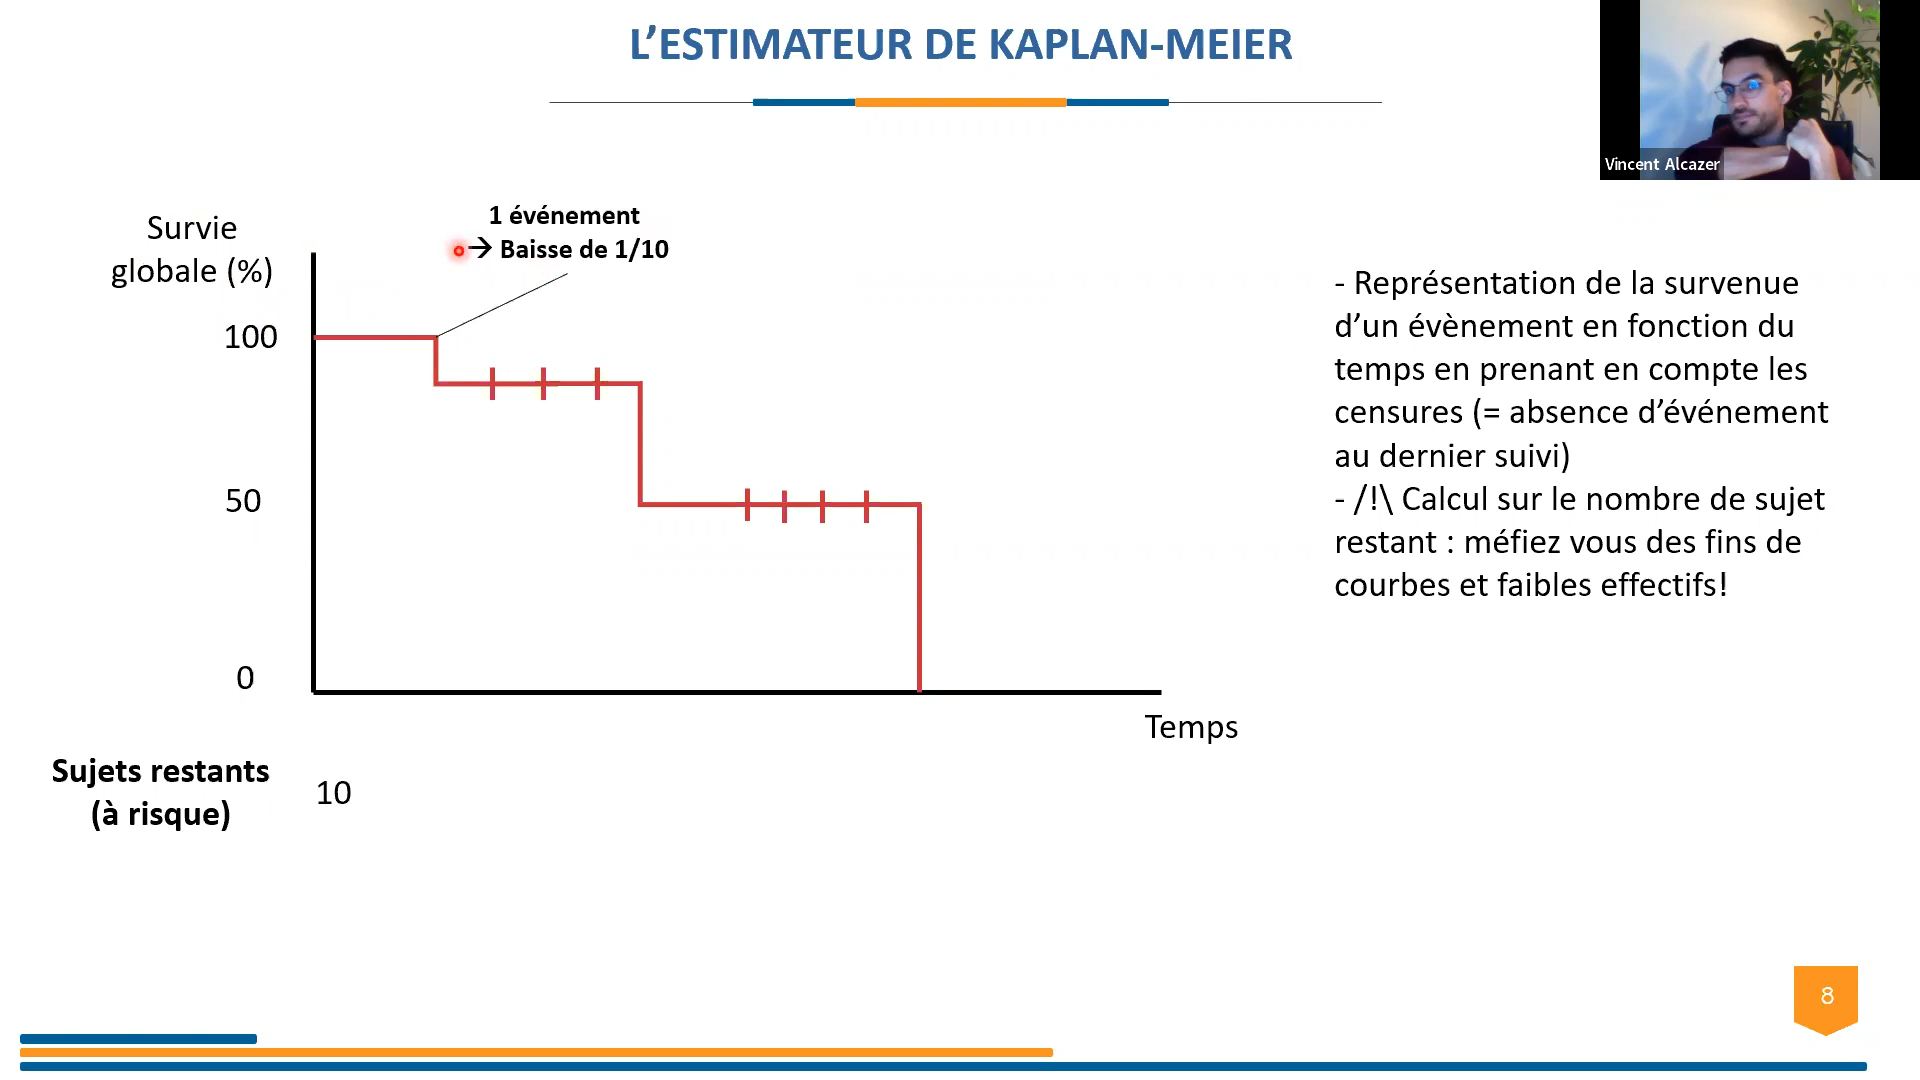 L’ESTIMATEUR DE KAPLAN-MEIER
Vincent Alcazer
Survie
globale (%)
1 événement
→ Baisse de 1/10
100
50
0
Temps
Sujets restants
(à risque)
10
- Représentation de la survenue
d’un évènement en fonction du
temps en prenant en compte les
censures (= absence d’événement
au dernier suivi)
- /!\ Calcul sur le nombre de sujet
restant : méfiez vous des fins de
courbes et faibles effectifs!
8